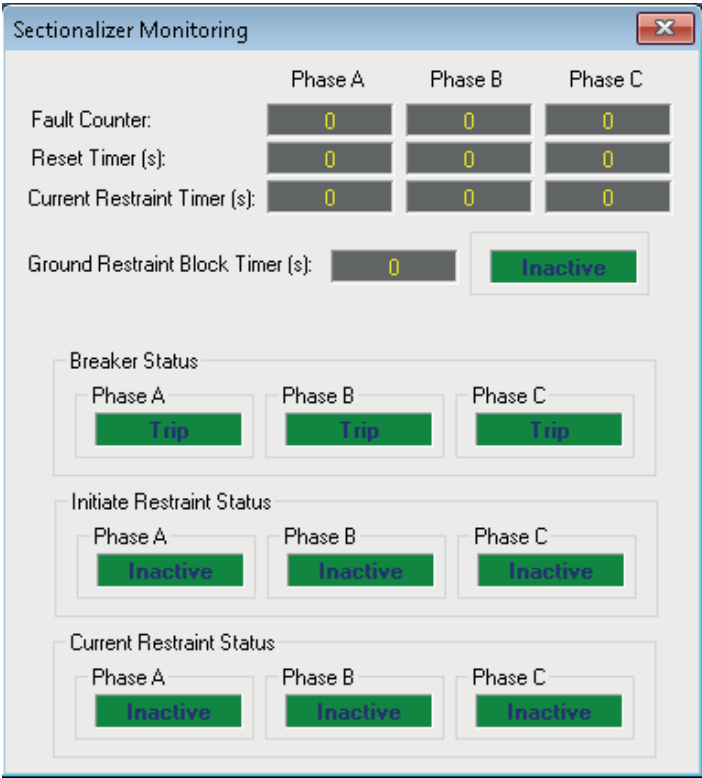 Sectionalizer Monitoring
Phase A Phase B Phase C
Fault Counter: 0 0 0
Reset Timer (s): 0 0 0
Current Restraint Timer (s): 0 0 0
Ground Restraint Block Timer (s): 0 Inactive
Breaker Status
Phase A Phase B Phase C
Trip Trip Trip
Initiate Restraint Status
Phase A Phase B Phase C
Inactive Inactive Inactive
Current Restraint Status
Phase A Phase B Phase C
Inactive Inactive Inactive